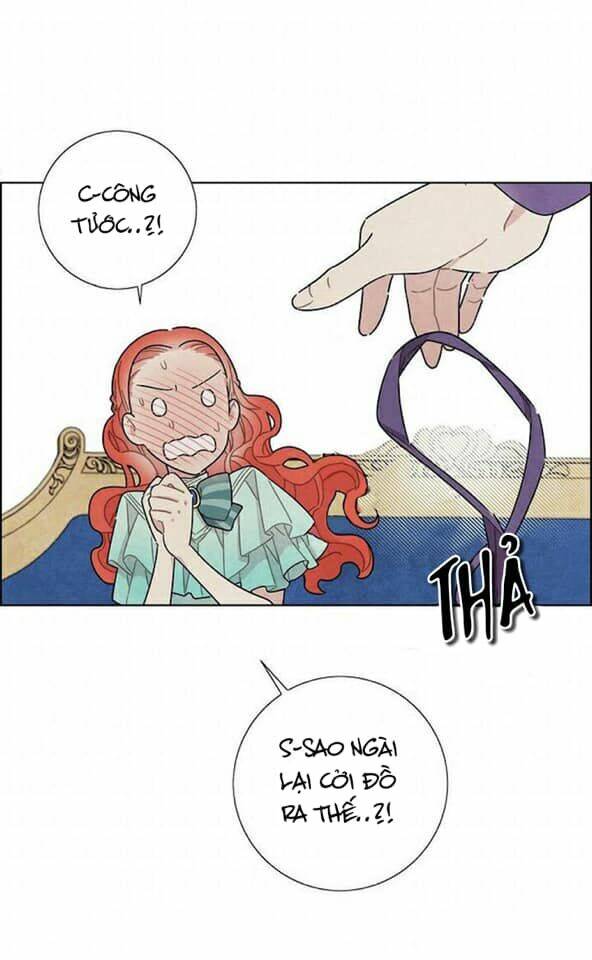 C-CÔNG
TƯỚC..?!
THẢ
S-SAO NGÀI
LẠI CỞI ĐỒ
RA THẾ..?!